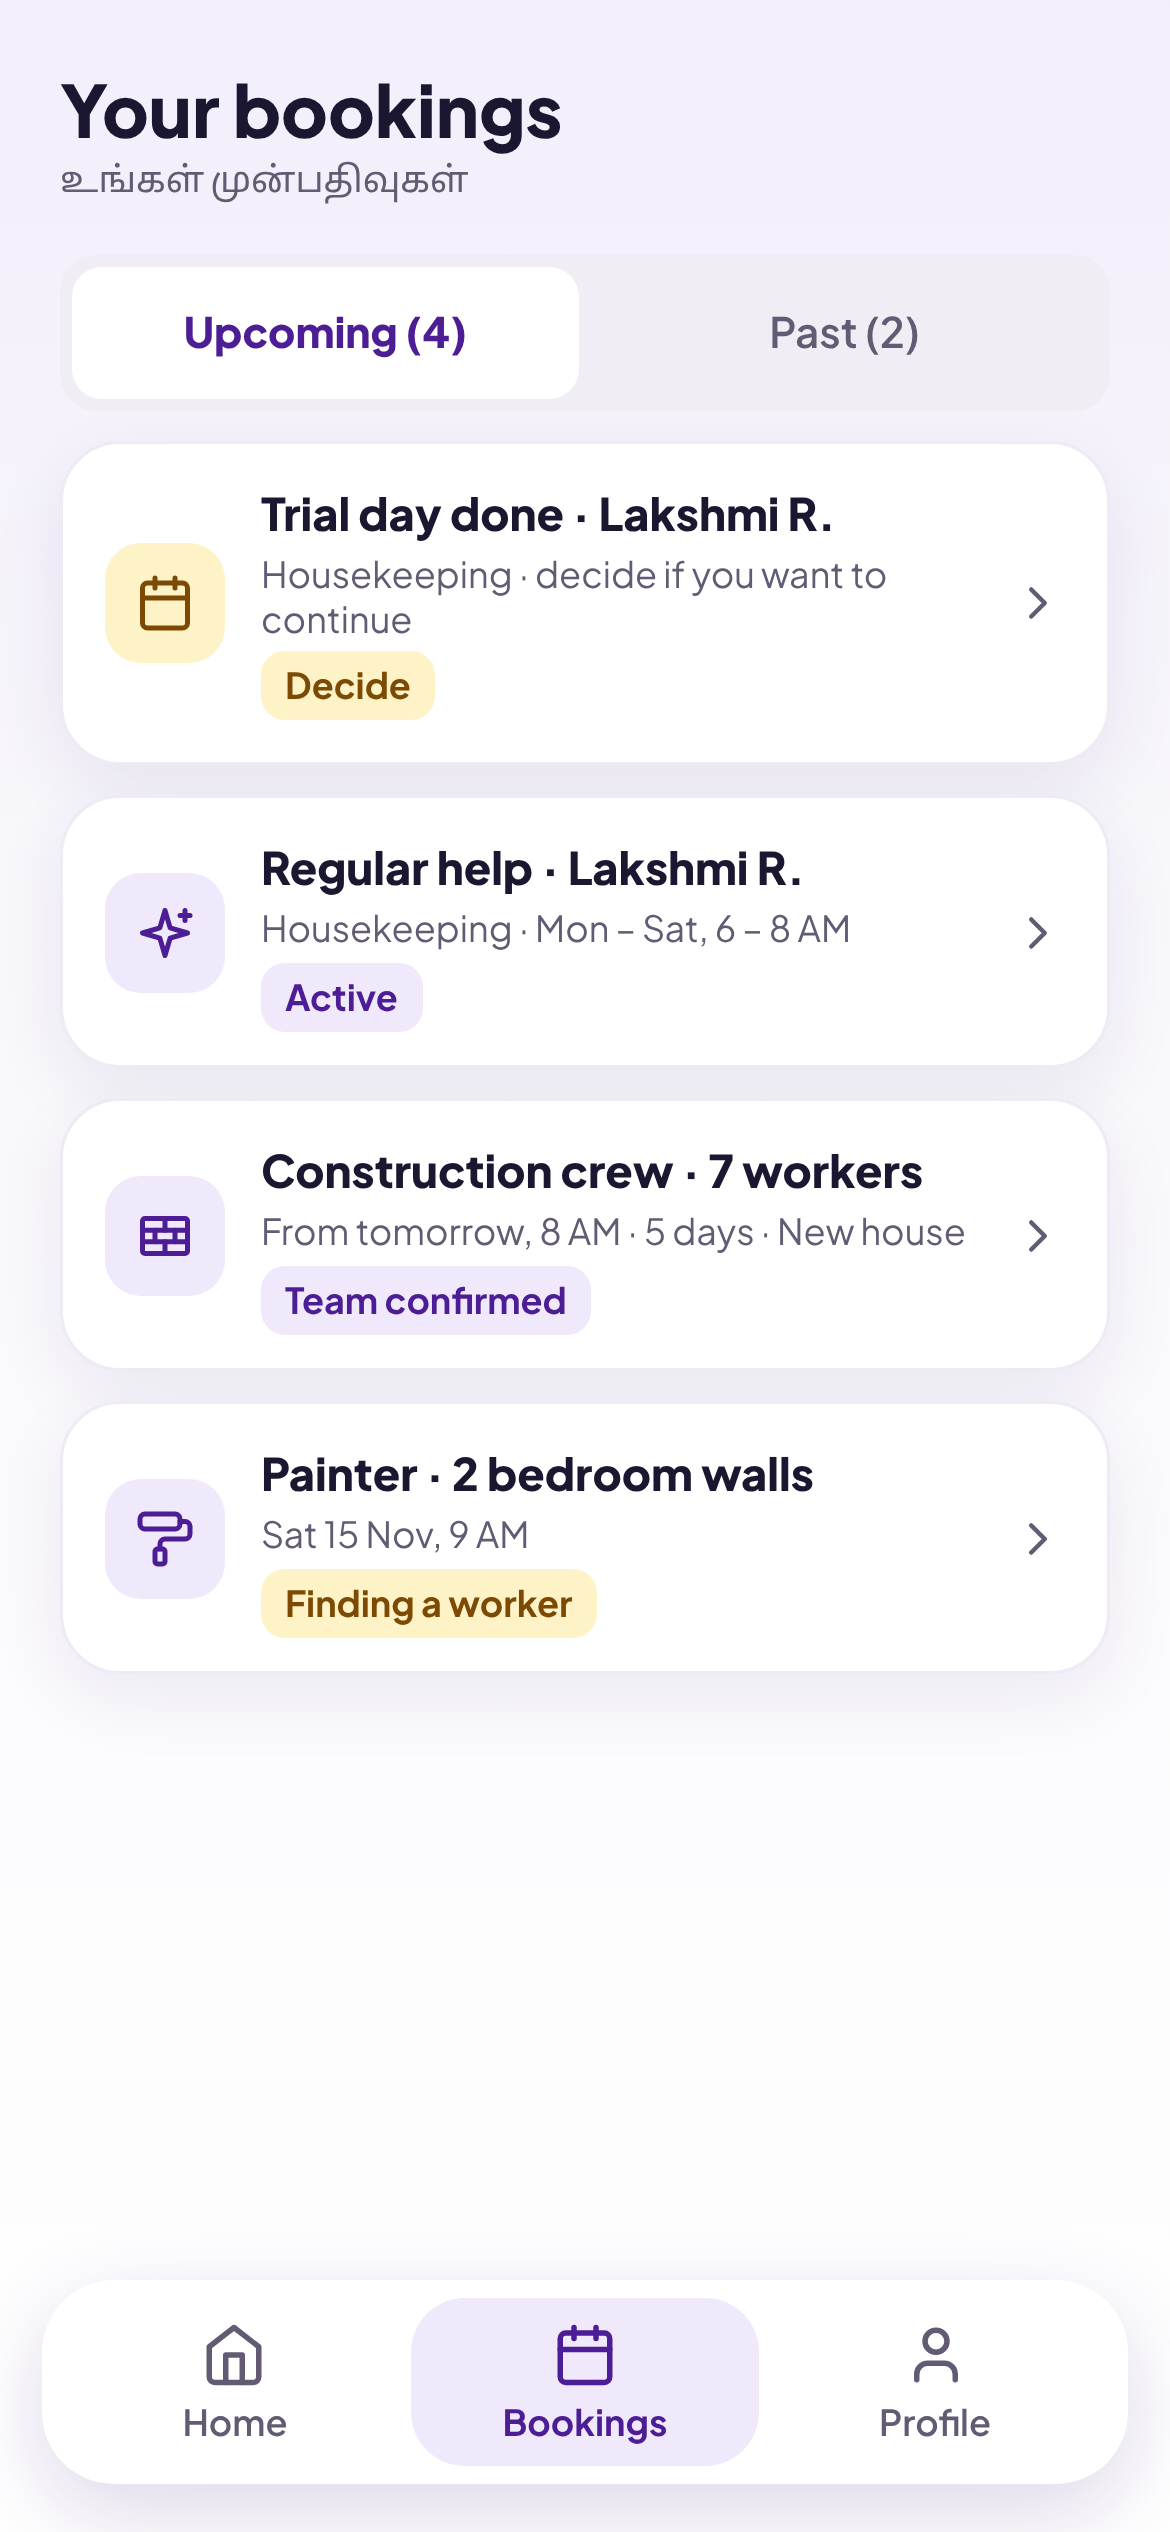 Your bookings
உங்கள் முன்பதிவுகள்
Upcoming (4)
Past (2)
Trial day done · Lakshmi R.
Housekeeping · decide if you want to
continue
Decide
Regular help · Lakshmi R.
Housekeeping · Mon – Sat, 6 – 8 AM
Active
Construction crew · 7 workers
From tomorrow, 8 AM · 5 days · New house
Team confirmed
Painter · 2 bedroom walls
Sat 15 Nov, 9 AM
Finding a worker
Home
Bookings
Profile